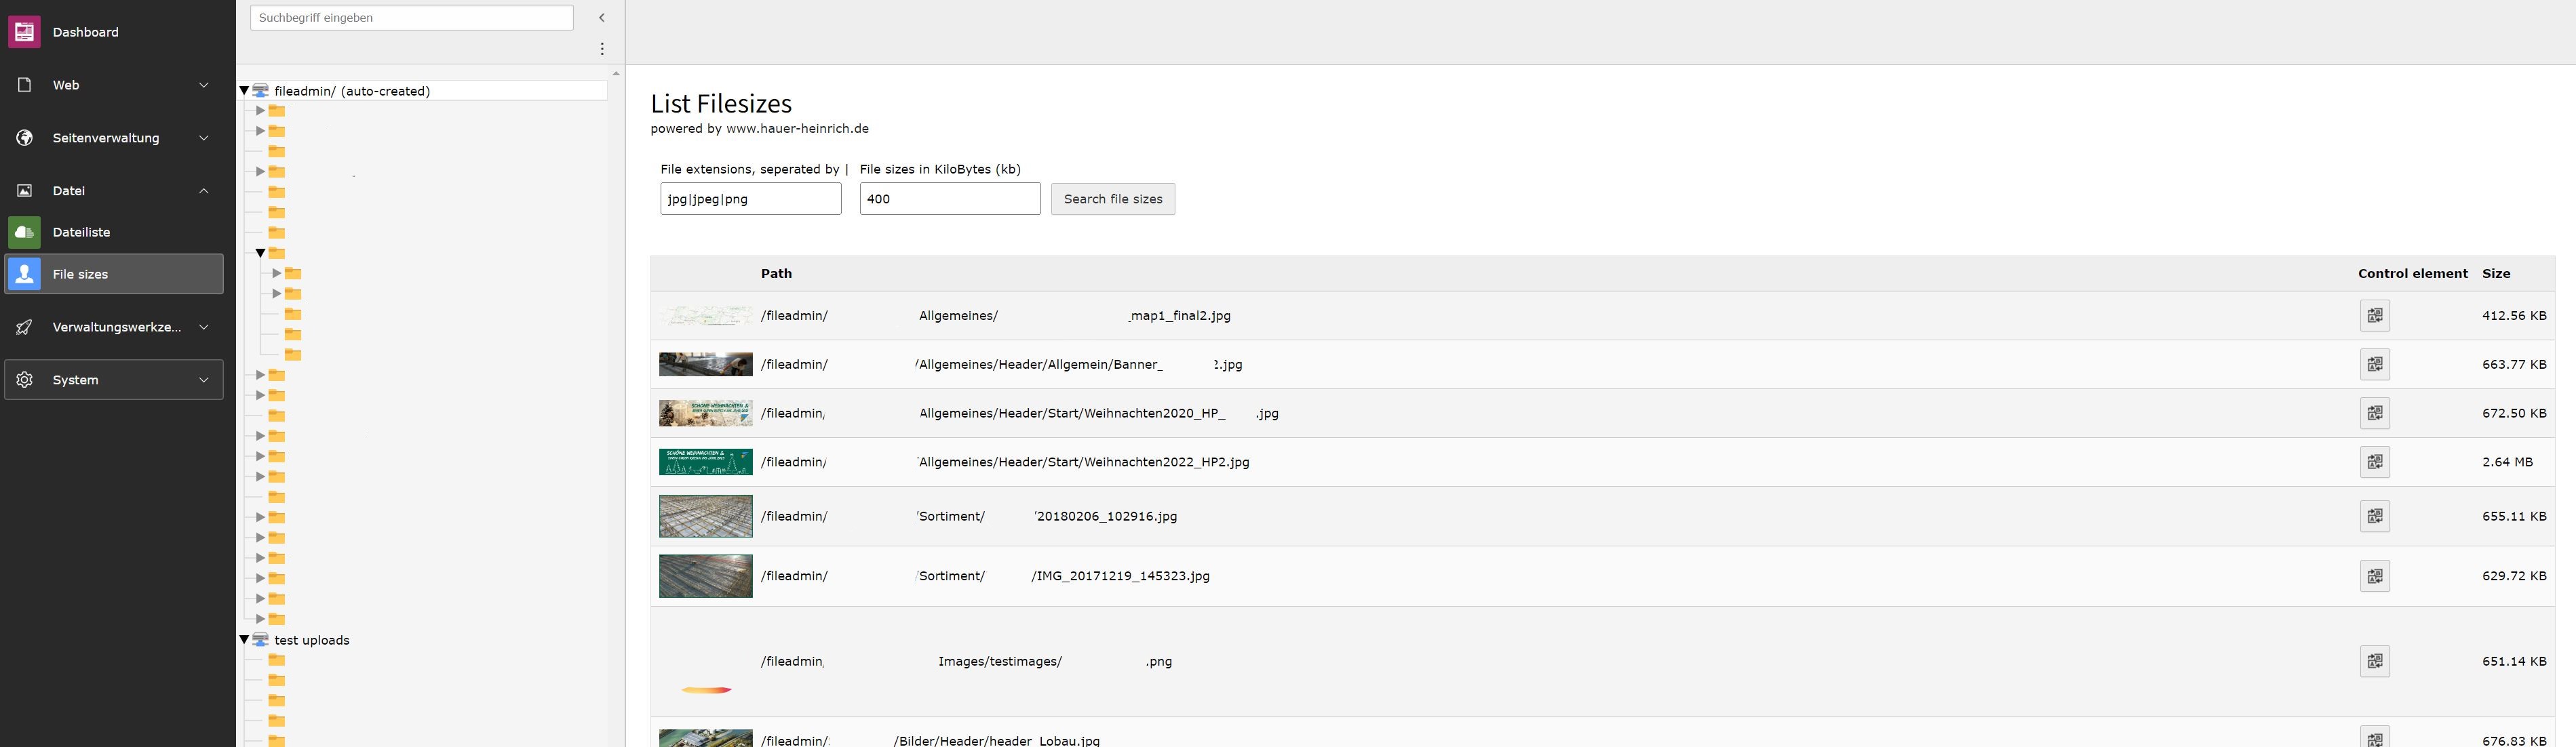 Dashboard
Web
Seitenverwaltung
Datei
Dateiliste
File sizes
Verwaltungswerkze...
System
Suchbegriff eingeben
fileadmin/ (auto-created)
test uploads
List Filesizes
powered by www.hauer-heinrich.de
File extensions, seperated by | File sizes in KiloBytes (kb)
jpg|jpeg|png 400 Search file sizes
Path Control element Size
/fileadmin/ Allgemeines/ _map1_final2.jpg 412.56 KB
/fileadmin/ /Allgemeines/Header/Allgemein/Banner_ 2.jpg 663.77 KB
SCHÖNE WEIHNACHTEN &
/fileadmin/ Allgemeines/Header/Start/Weihnachten2020_HP_ .jpg 672.50 KB
SCHÖNE WEIHNACHTEN &
/fileadmin/ Allgemeines/Header/Start/Weihnachten2022_HP2.jpg 2.64 MB
/fileadmin/ /Sortiment/ /20180206_102916.jpg 655.11 KB
/fileadmin/ /Sortiment/ /IMG_20171219_145323.jpg 629.72 KB
/fileadmin/ Images/testimages/ .png 651.14 KB
/fileadmin/ /Bilder/Header/header_Lobau.jpg 676.83 KB